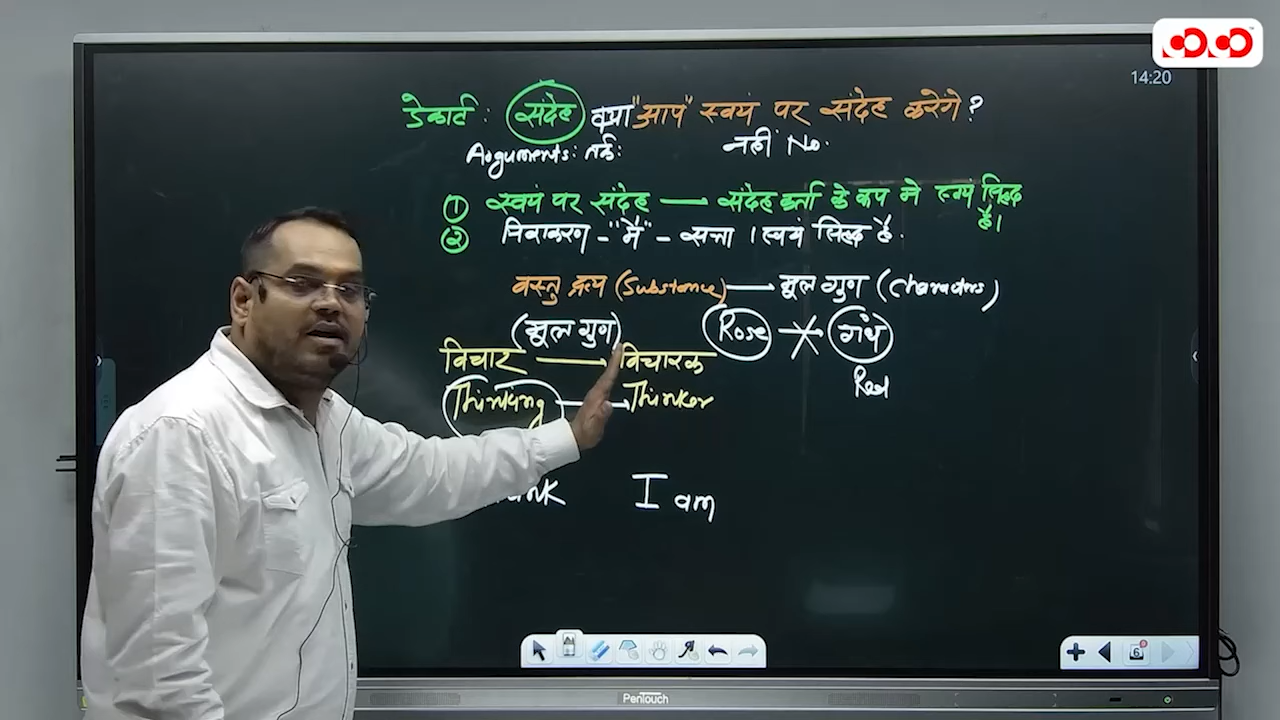 14:20
डेकार्ट: संदेह क्या "आप" स्वयं पर संदेह करेंगे?
Arguments: तर्क: नहीं No.
① स्वयं पर संदेह — संदेहकर्ता के रूप मे स्वयं सिद्ध है।
② निराकरण - "मैं" - सत्ता । स्वयं सिद्ध है.
वस्तु द्रव्य (Substance) → मूल गुण (Characters)
(मूल गुण) Rose गंध
विचार → विचारक Red
Thinking → Thinker
I am
6
PenTouch